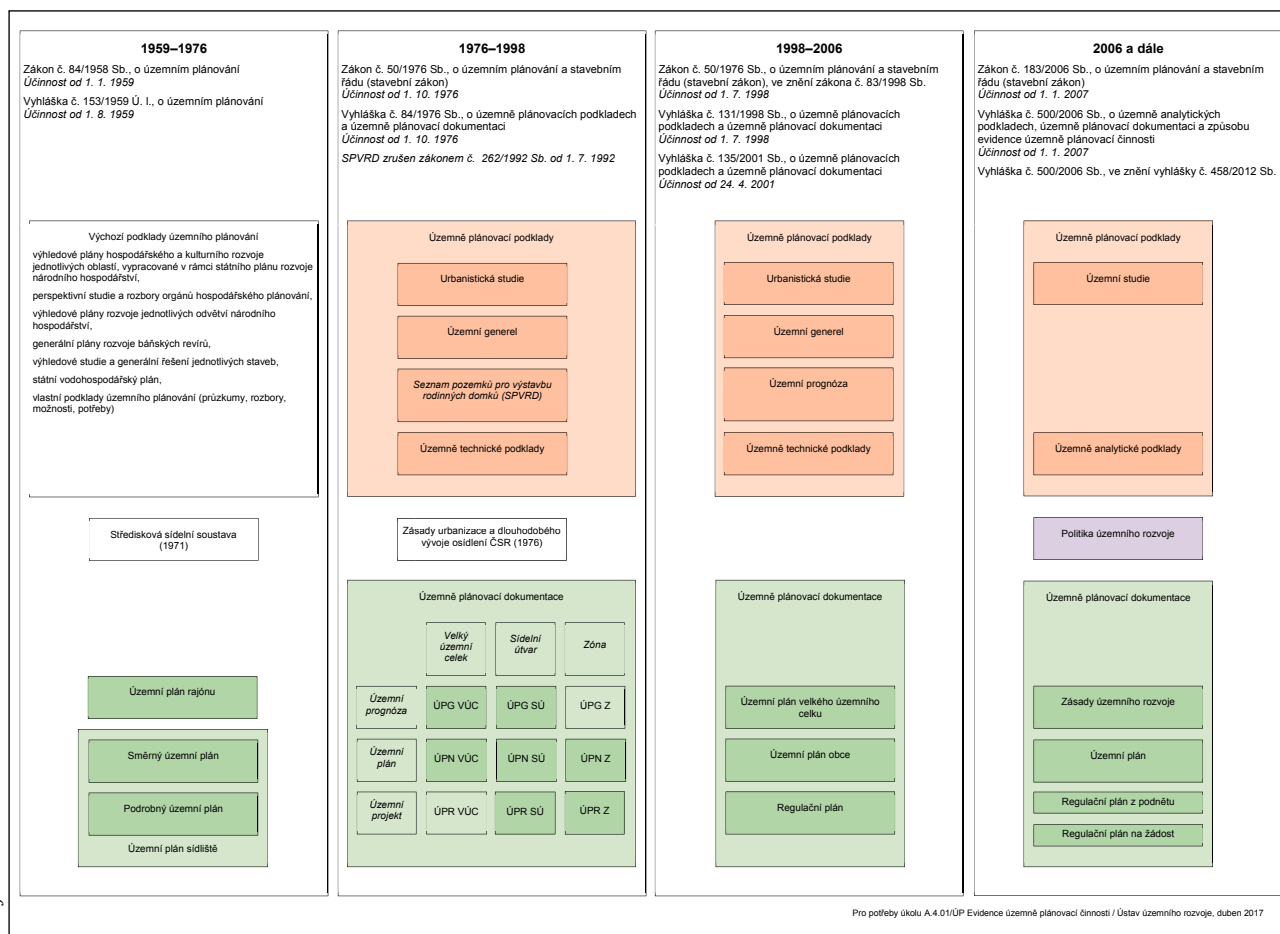 1959–1976
Zákon č. 84/1958 Sb., o územním plánování
Účinnost od 1. 1. 1959
Vyhláška č. 153/1959 Ú. l., o územním plánování
Účinnost od 1. 8. 1959
Výchozí podklady územního plánování
výhledové plány hospodářského a kulturního rozvoje
jednotlivých oblastí, vypracované v rámci státního plánu rozvoje
národního hospodářství,
perspektivní studie a rozbory orgánů hospodářského plánování,
výhledové plány rozvoje jednotlivých odvětví národního
hospodářství,
generální plány rozvoje báňských revírů,
výhledové studie a generální řešení jednotlivých staveb,
státní vodohospodářský plán,
vlastní podklady územního plánování (průzkumy, rozbory,
možnosti, potřeby)
Středisková sídelní soustava
(1971)
Územní plán rajónu
Směrný územní plán
Podrobný územní plán
Územní plán sídliště
1976–1998
Zákon č. 50/1976 Sb., o územním plánování a stavebním
řádu (stavební zákon)
Účinnost od 1. 10. 1976
Vyhláška č. 84/1976 Sb., o územně plánovacích podkladech
a územně plánovací dokumentaci
Účinnost od 1. 10. 1976
SPVRD zrušen zákonem č. 262/1992 Sb. od 1. 7. 1992
Územně plánovací podklady
Urbanistická studie
Územní generel
Seznam pozemků pro výstavbu
rodinných domků (SPVRD)
Územně technické podklady
Zásady urbanizace a dlouhodobého
vývoje osídlení ČSR (1976)
Územně plánovací dokumentace
Velký
územní
celek
Sídelní
útvar
Zóna
Územní
prognóza
ÚPG VÚC
ÚPG SÚ
ÚPG Z
Územní
plán
ÚPN VÚC
ÚPN SÚ
ÚPN Z
Územní
projekt
ÚPR VÚC
ÚPR SÚ
ÚPR Z
1998–2006
Zákon č. 50/1976 Sb., o územním plánování a stavebním
řádu (stavební zákon), ve znění zákona č. 83/1998 Sb.
Účinnost od 1. 7. 1998
Vyhláška č. 131/1998 Sb., o územně plánovacích
podkladech a územně plánovací dokumentaci
Účinnost od 1. 7. 1998
Vyhláška č. 135/2001 Sb., o územně plánovacích
podkladech a územně plánovací dokumentaci
Účinnost od 24. 4. 2001
Územně plánovací podklady
Urbanistická studie
Územní generel
Územní prognóza
Územně technické podklady
Územně plánovací dokumentace
Územní plán velkého územního
celku
Územní plán obce
Regulační plán
2006 a dále
Zákon č. 183/2006 Sb., o územním plánování a stavebním
řádu (stavební zákon)
Účinnost od 1. 1. 2007
Vyhláška č. 500/2006 Sb., o územně analytických
podkladech, územně plánovací dokumentaci a způsobu
evidence územně plánovací činnosti
Účinnost od 1. 1. 2007
Vyhláška č. 500/2006 Sb., ve znění vyhlášky č. 458/2012 Sb.
Územně plánovací podklady
Územní studie
Územně analytické podklady
Politika územního rozvoje
Územně plánovací dokumentace
Zásady územního rozvoje
Územní plán
Regulační plán z podnětu
Regulační plán na žádost
Pro potřeby úkolu A.4.01/ÚP Evidence územně plánovací činnosti / Ústav územního rozvoje, duben 2017